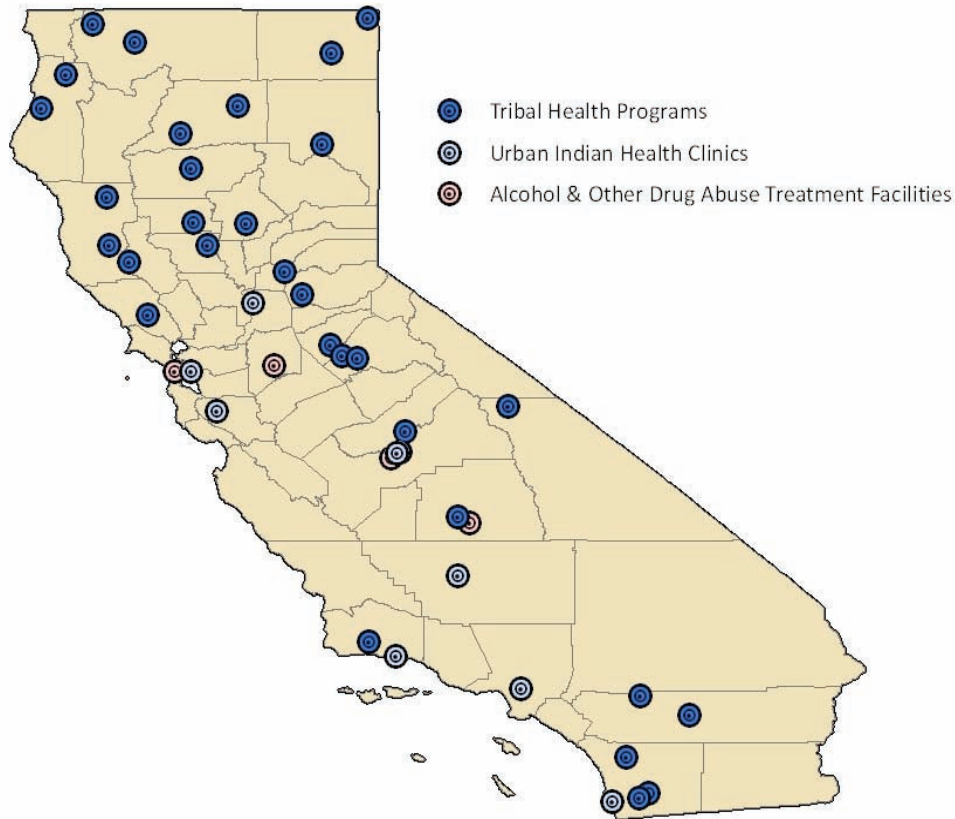 Tribal Health Programs
Urban Indian Health Clinics
Alcohol & Other Drug Abuse Treatment Facilities